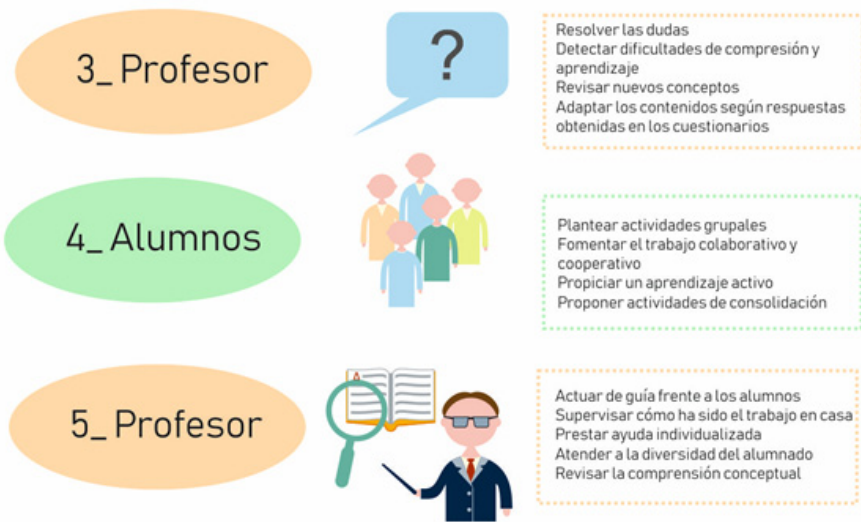 3_ Profesor
?
Resolver las dudas
Detectar dificultades de compresión y
aprendizaje
Revisar nuevos conceptos
Adaptar los contenidos según respuestas
obtenidas en los cuestionarios
4_ Alumnos
Plantear actividades grupales
Fomentar el trabajo colaborativo y
cooperativo
Propiciar un aprendizaje activo
Proponer actividades de consolidación
5_ Profesor
Actuar de guía frente a los alumnos
Supervisar cómo ha sido el trabajo en casa
Prestar ayuda individualizada
Atender a la diversidad del alumnado
Revisar la comprensión conceptual